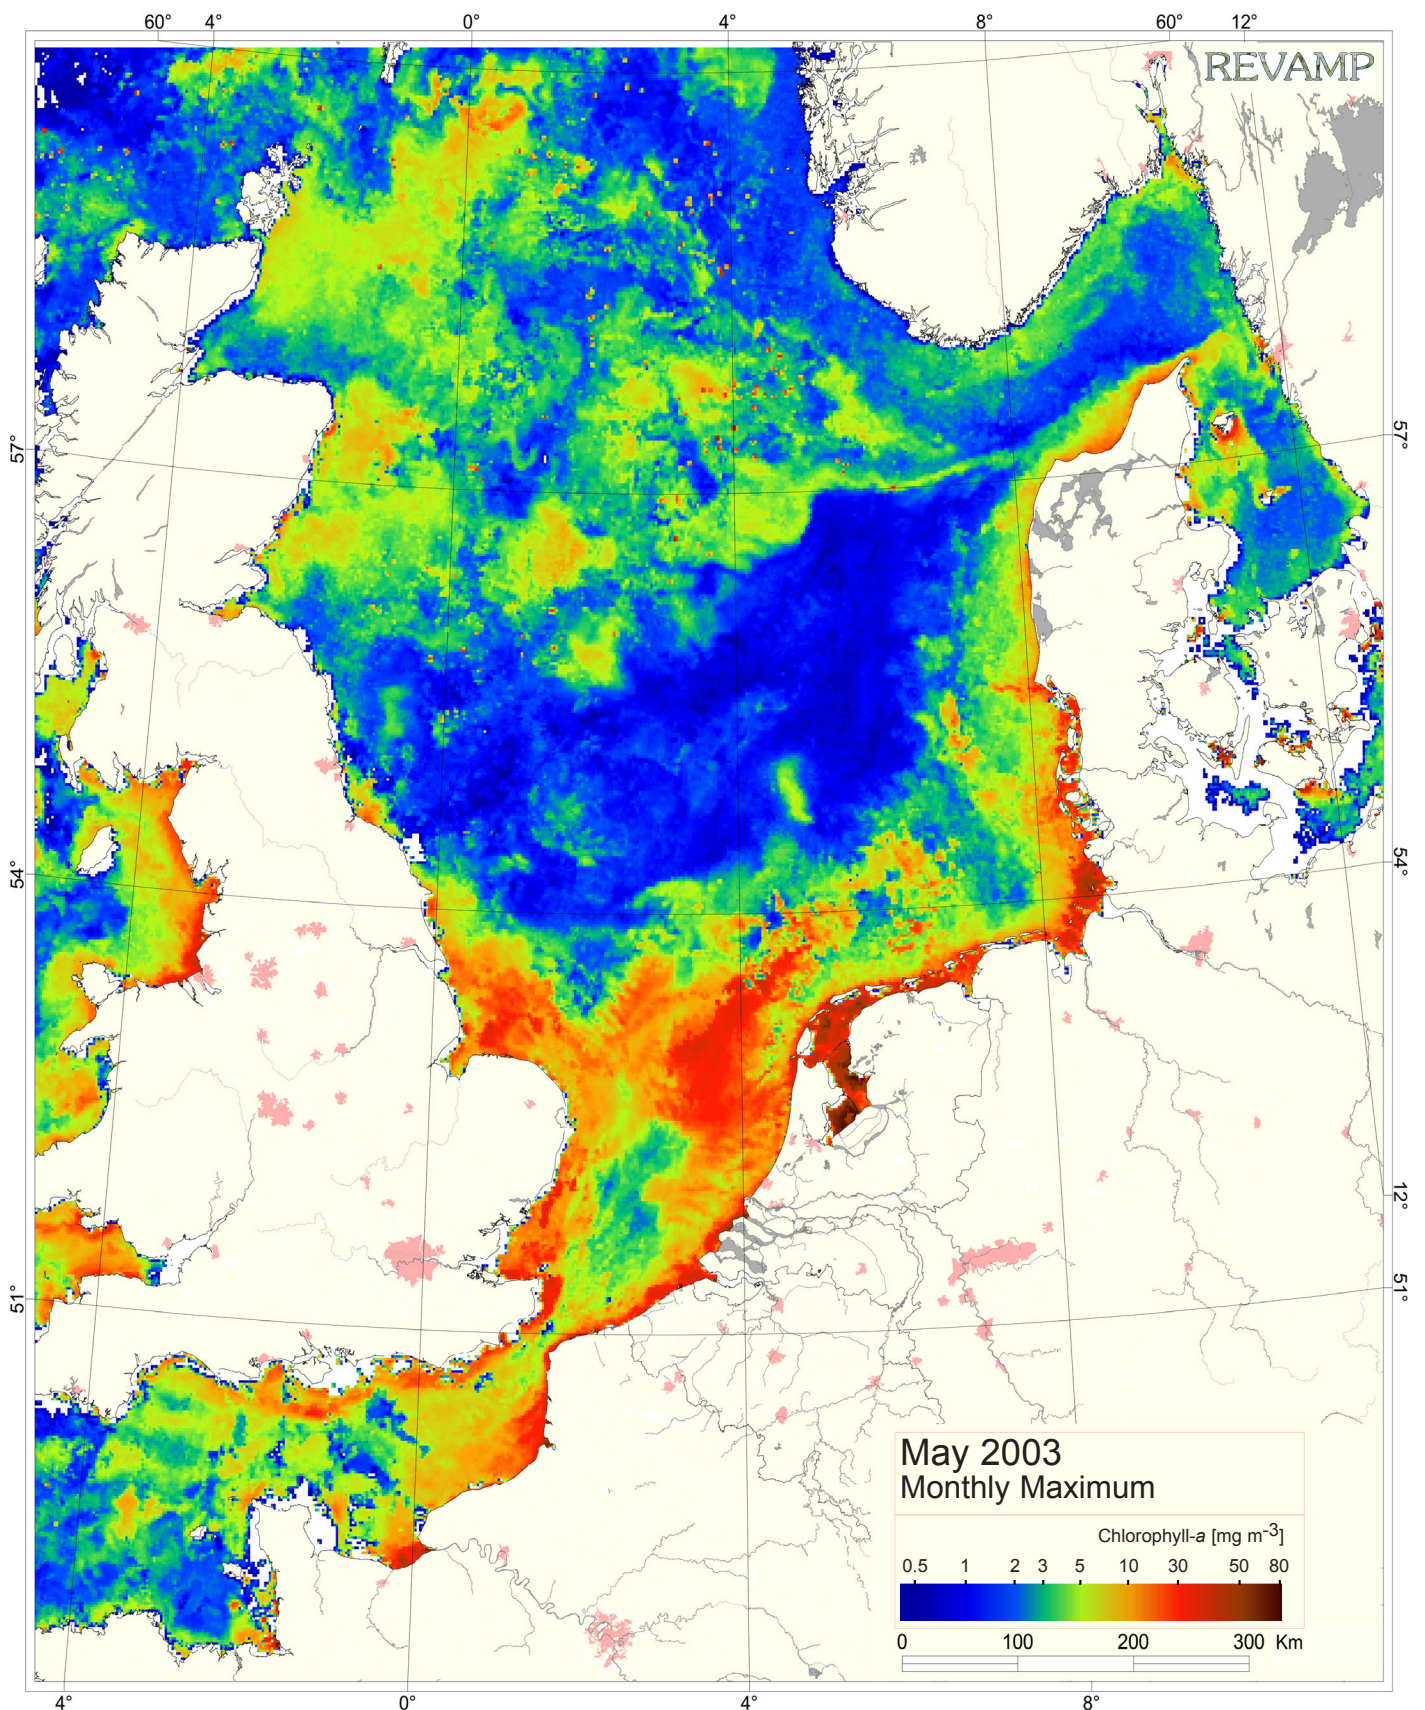 60° 4° 0° 4° 8° 60° 12°
REVAMP
57° 57°
54° 54°
12°
51° 51°
May 2003
Monthly Maximum
Chlorophyll-a [mg m-3]
0.5 1 2 3 5 10 30 50 80
0 100 200 300 Km
4° 0° 4° 8°